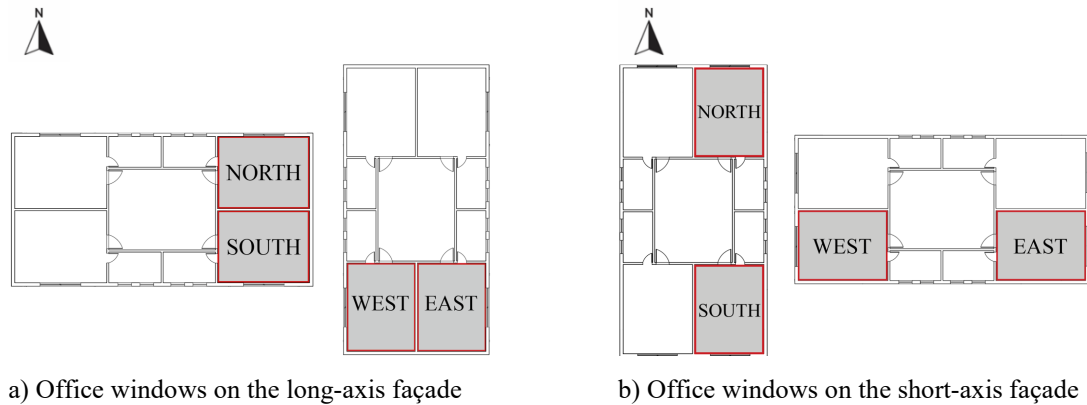 N
N
NORTH
SOUTH
WEST
EAST
NORTH
SOUTH
WEST
EAST
a) Office windows on the long-axis façade
b) Office windows on the short-axis façade